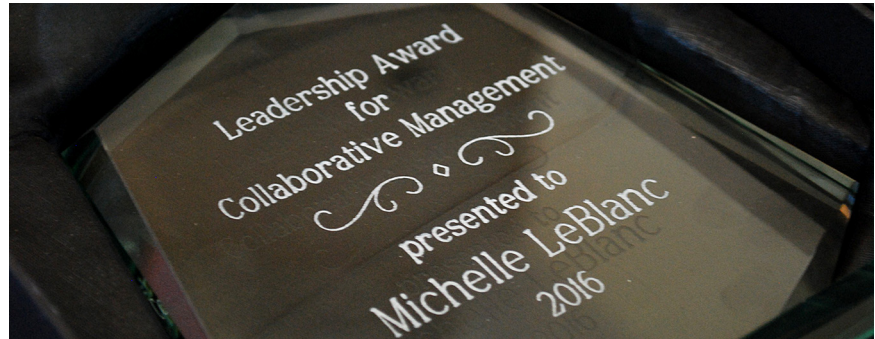 Leadership Award
for
Collaborative Management
presented to
Michelle LeBlanc
2016